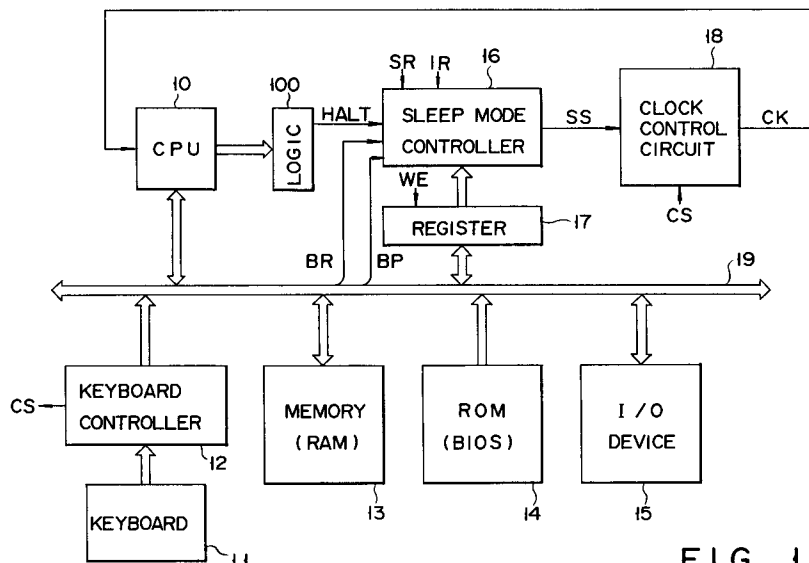 18
SR IR
16
10
100
CPU
LOGIC
HALT
SLEEP MODE
CONTROLLER
SS
CLOCK
CONTROL
CIRCUIT
CK
WE
CS
REGISTER
17
BR
BP
19
CS
KEYBOARD
CONTROLLER
12
MEMORY
(RAM)
13
ROM
(BIOS)
14
I/O
DEVICE
15
KEYBOARD
11
FIG. 1